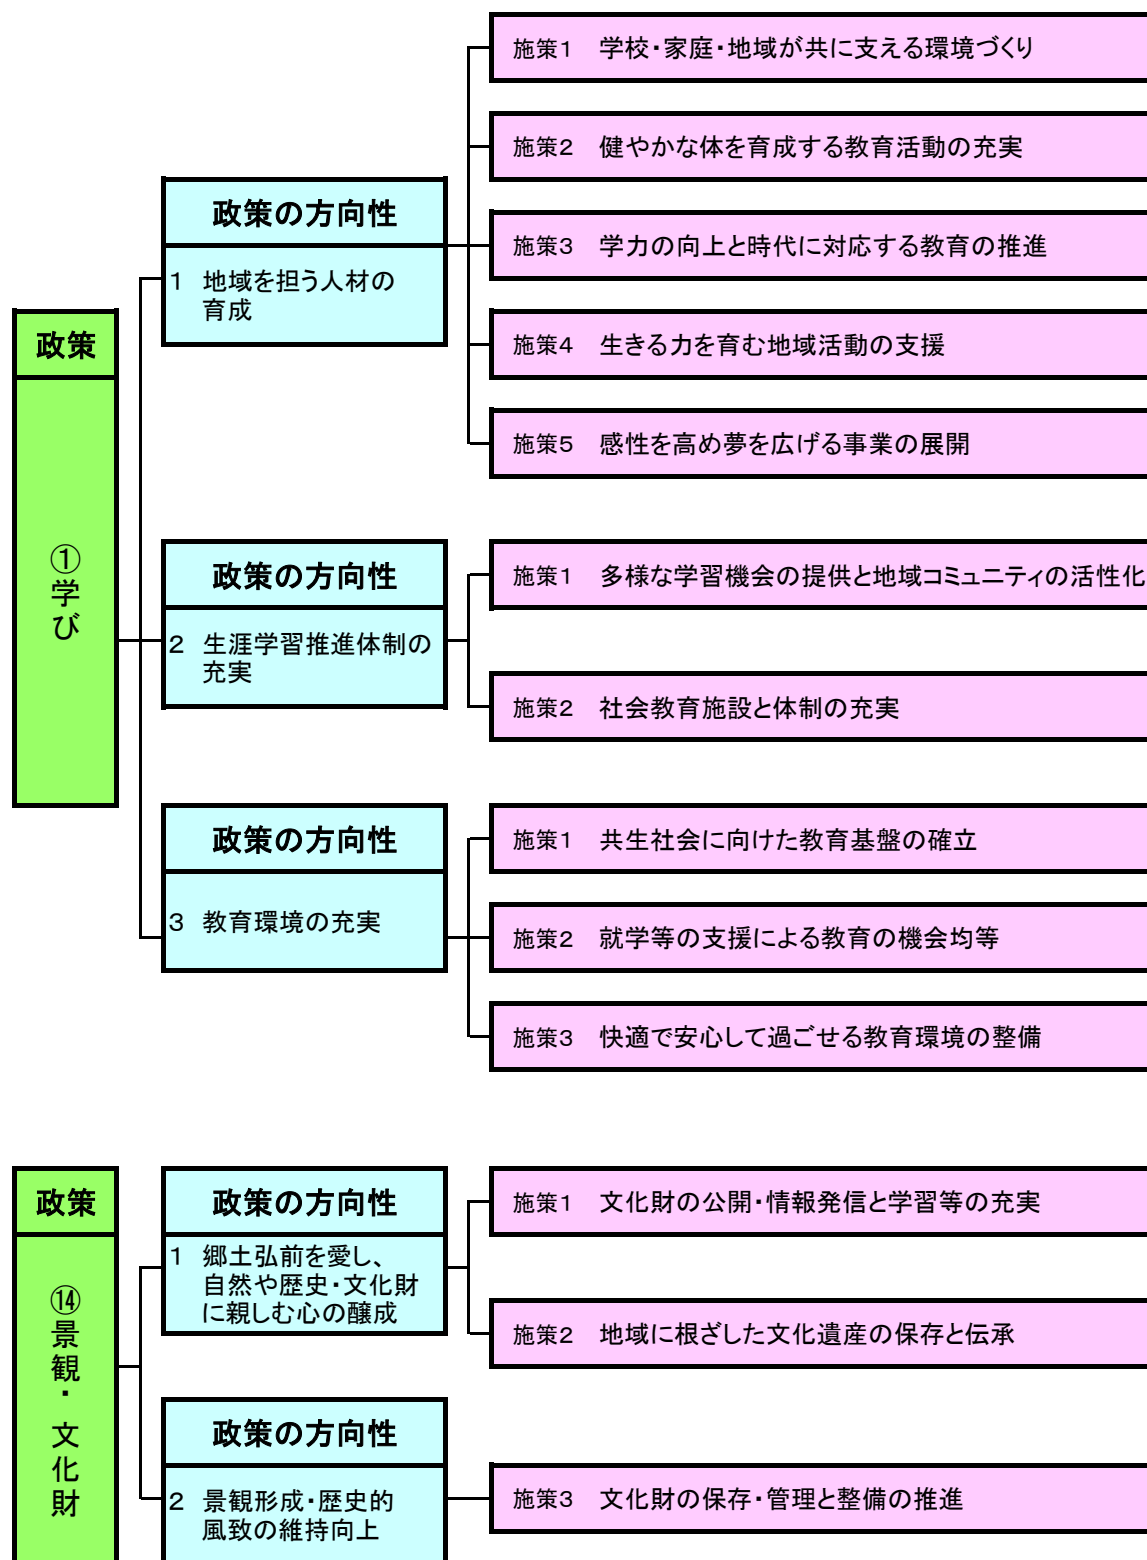 政策
①学び
政策の方向性
1 地域を担う人材の
育成
施策1 学校・家庭・地域が共に支える環境づくり
施策2 健やかな体を育成する教育活動の充実
施策3 学力の向上と時代に対応する教育の推進
施策4 生きる力を育む地域活動の支援
施策5 感性を高め夢を広げる事業の展開
政策の方向性
2 生涯学習推進体制の
充実
施策1 多様な学習機会の提供と地域コミュニティの活性化
施策2 社会教育施設と体制の充実
政策の方向性
3 教育環境の充実
施策1 共生社会に向けた教育基盤の確立
施策2 就学等の支援による教育の機会均等
施策3 快適で安心して過ごせる教育環境の整備
政策
⑭景観・文化財
政策の方向性
1 郷土弘前を愛し、
自然や歴史・文化財
に親しむ心の醸成
施策1 文化財の公開・情報発信と学習等の充実
施策2 地域に根ざした文化遺産の保存と伝承
政策の方向性
2 景観形成・歴史的
風致の維持向上
施策3 文化財の保存・管理と整備の推進